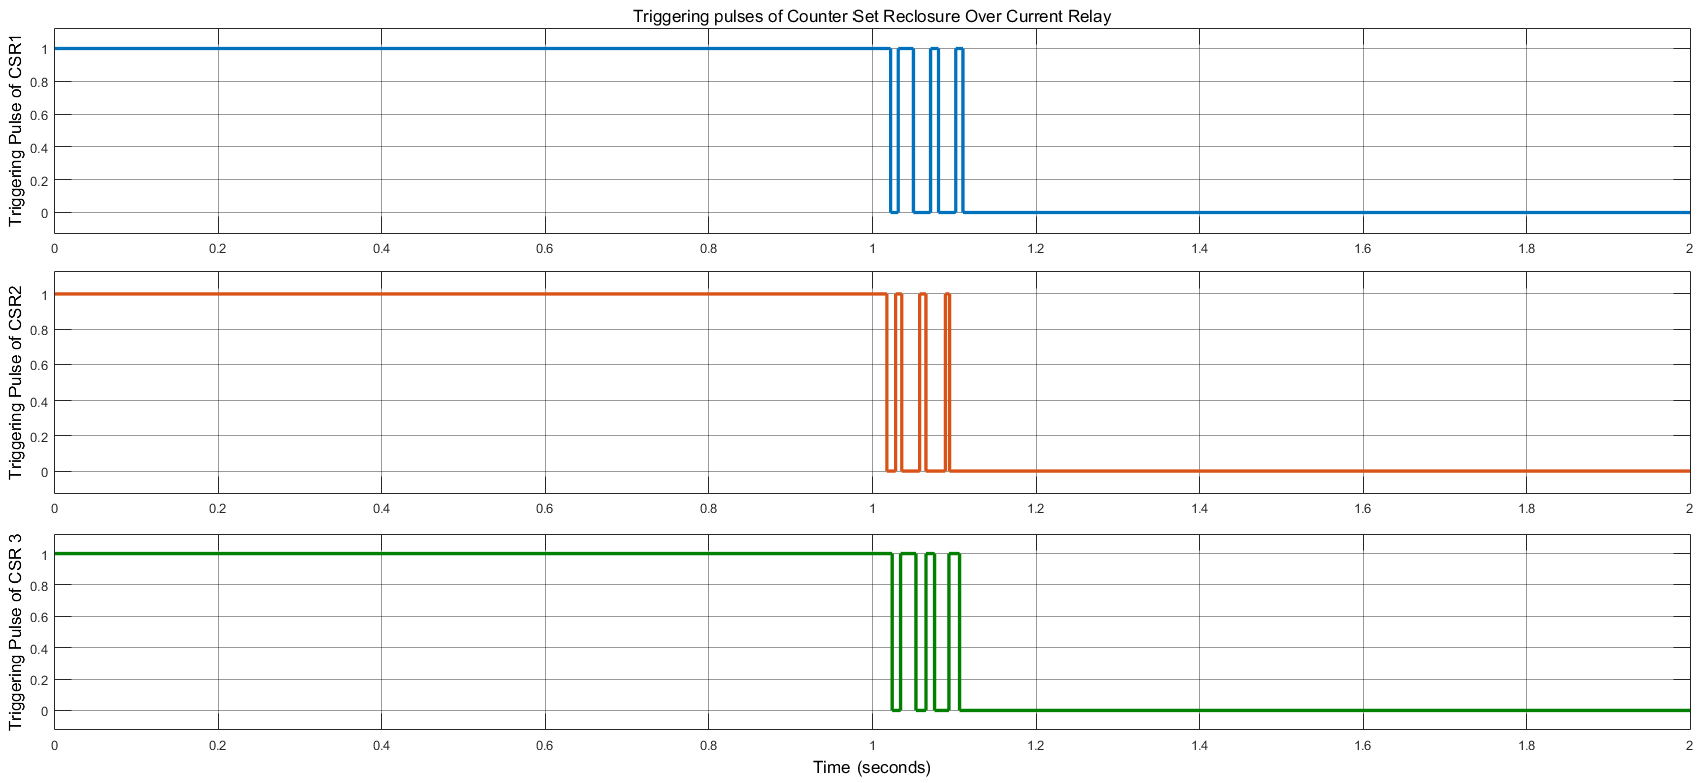 Triggering pulses of Counter Set Reclosure Over Current Relay
Triggering Pulse of CSR1
1
0.8
0.6
0.4
0.2
0
0 0.2 0.4 0.6 0.8 1 1.2 1.4 1.6 1.8 2
Triggering Pulse of CSR2
1
0.8
0.6
0.4
0.2
0
0 0.2 0.4 0.6 0.8 1 1.2 1.4 1.6 1.8 2
Triggering Pulse of CSR 3
1
0.8
0.6
0.4
0.2
0
0 0.2 0.4 0.6 0.8 1 1.2 1.4 1.6 1.8 2
Time (seconds)